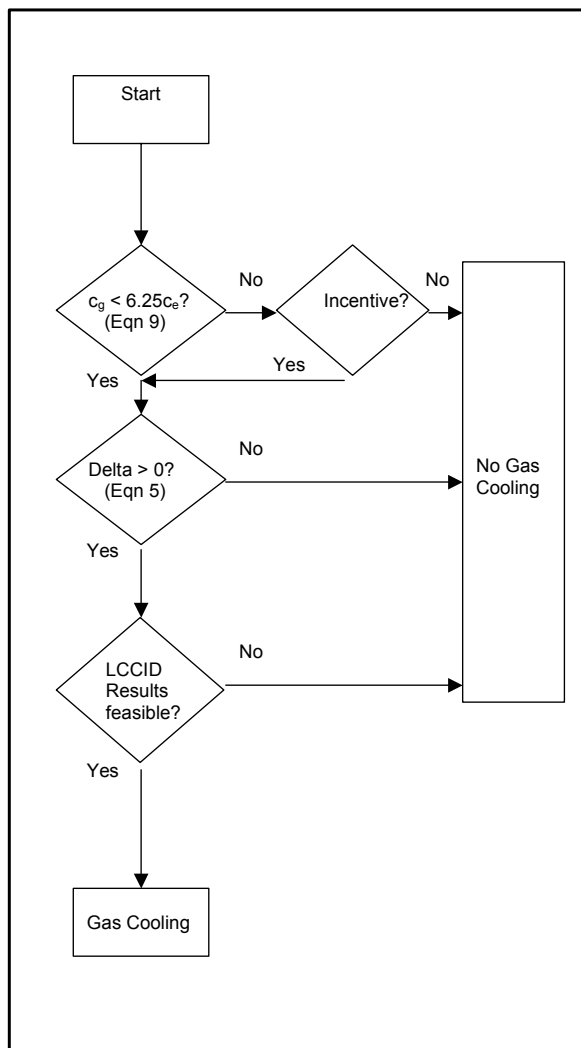 Start
c_g < 6.25c_e?
(Eqn 9)
No
Incentive?
No
Yes
Yes
Delta > 0?
(Eqn 5)
No
No Gas
Cooling
Yes
LCCID
Results
feasible?
No
Yes
Gas Cooling